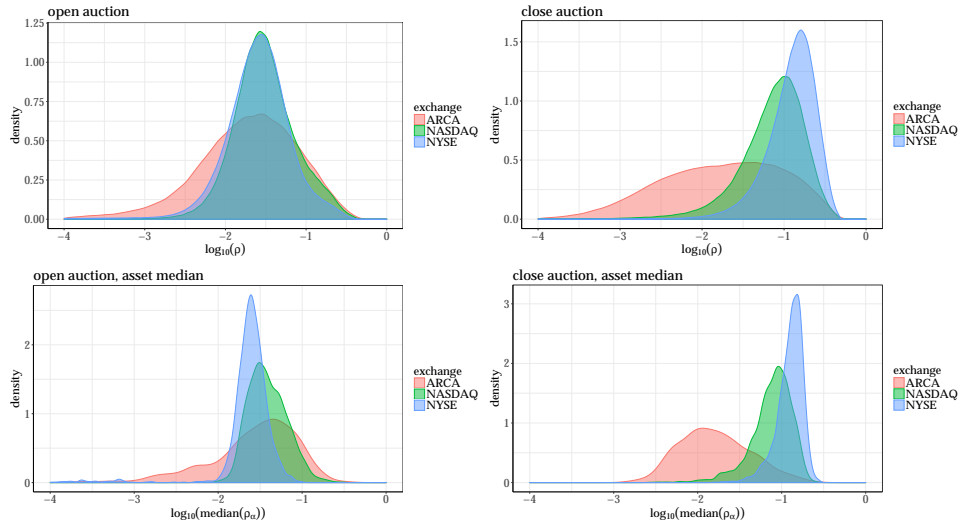 open auction
1.25
1.00
0.75
0.50
0.25
0.00
density
−4 −3 −2 −1 0
log10(ρ)
exchange
ARCA
NASDAQ
NYSE
close auction
1.5
1.0
0.5
0.0
density
−4 −3 −2 −1 0
log10(ρ)
exchange
ARCA
NASDAQ
NYSE
open auction, asset median
2
1
0
density
−4 −3 −2 −1 0
log10(median(ρα))
exchange
ARCA
NASDAQ
NYSE
close auction, asset median
3
2
1
0
density
−4 −3 −2 −1 0
log10(median(ρα))
exchange
ARCA
NASDAQ
NYSE